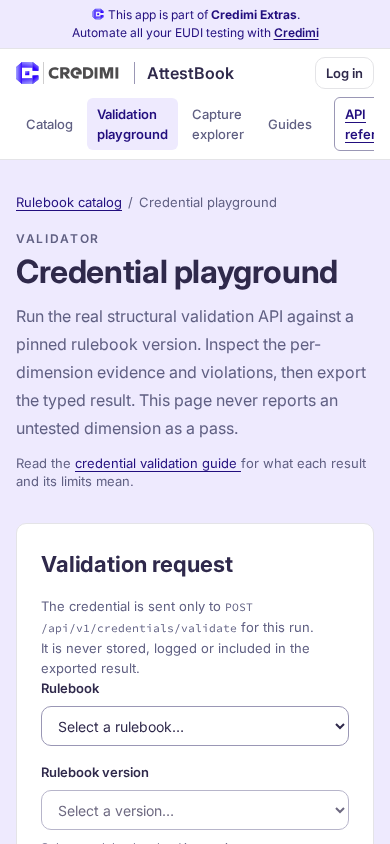 This app is part of Credimi Extras.
Automate all your EUDI testing with Credimi
CREDIMI AttestBook Log in
Catalog Validation playground Capture explorer Guides API
Rulebook catalog / Credential playground
VALIDATOR
Credential playground
Run the real structural validation API against a
pinned rulebook version. Inspect the per-
dimension evidence and violations, then export
the typed result. This page never reports an
untested dimension as a pass.
Read the credential validation guide for what each result
and its limits mean.
Validation request
The credential is sent only to POST
/api/v1/credentials/validate for this run.
It is never stored, logged or included in the
exported result.
Rulebook
Select a rulebook...
Rulebook version
Select a version...